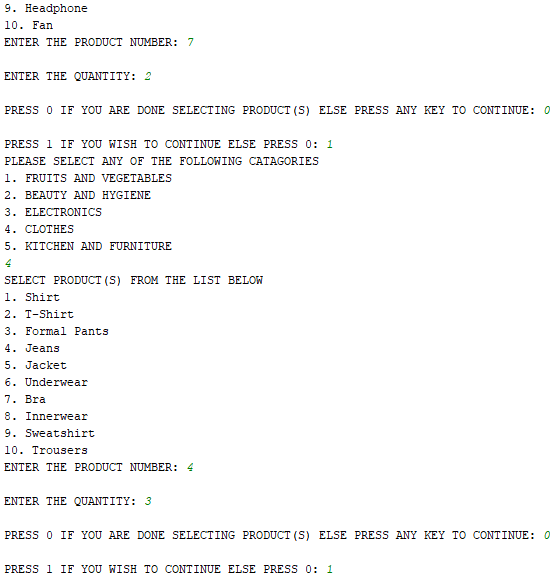 9. Headphone
10. Fan
ENTER THE PRODUCT NUMBER: 7
ENTER THE QUANTITY: 2
PRESS 0 IF YOU ARE DONE SELECTING PRODUCT(S) ELSE PRESS ANY KEY TO CONTINUE: 0
PRESS 1 IF YOU WISH TO CONTINUE ELSE PRESS 0: 1
PLEASE SELECT ANY OF THE FOLLOWING CATAGORIES
1. FRUITS AND VEGETABLES
2. BEAUTY AND HYGIENE
3. ELECTRONICS
4. CLOTHES
5. KITCHEN AND FURNITURE
4
SELECT PRODUCT(S) FROM THE LIST BELOW
1. Shirt
2. T-Shirt
3. Formal Pants
4. Jeans
5. Jacket
6. Underwear
7. Bra
8. Innerwear
9. Sweatshirt
10. Trousers
ENTER THE PRODUCT NUMBER: 4
ENTER THE QUANTITY: 3
PRESS 0 IF YOU ARE DONE SELECTING PRODUCT(S) ELSE PRESS ANY KEY TO CONTINUE: 0
PRESS 1 IF YOU WISH TO CONTINUE ELSE PRESS 0: 1